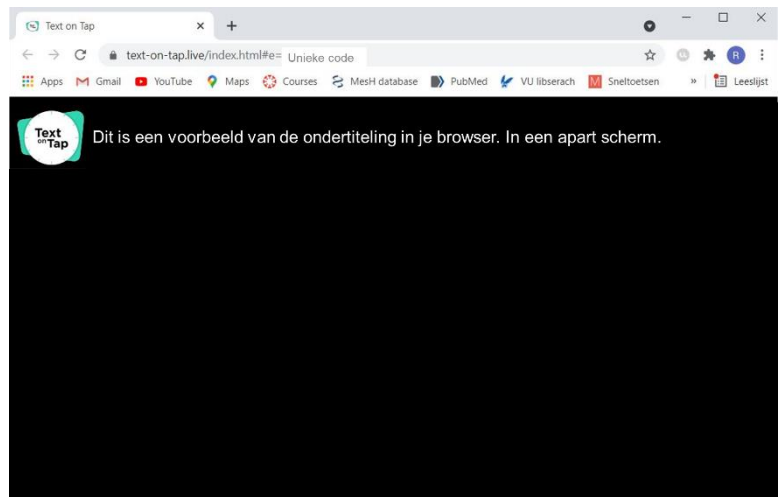 Text on Tap
text-on-tap.live/index.html#e= Unieke code
Apps Gmail YouTube Maps Courses MesH database PubMed VU libserach Sneltoetsen » Leeslijst
R
Text
on Tap
Dit is een voorbeeld van de ondertiteling in je browser. In een apart scherm.